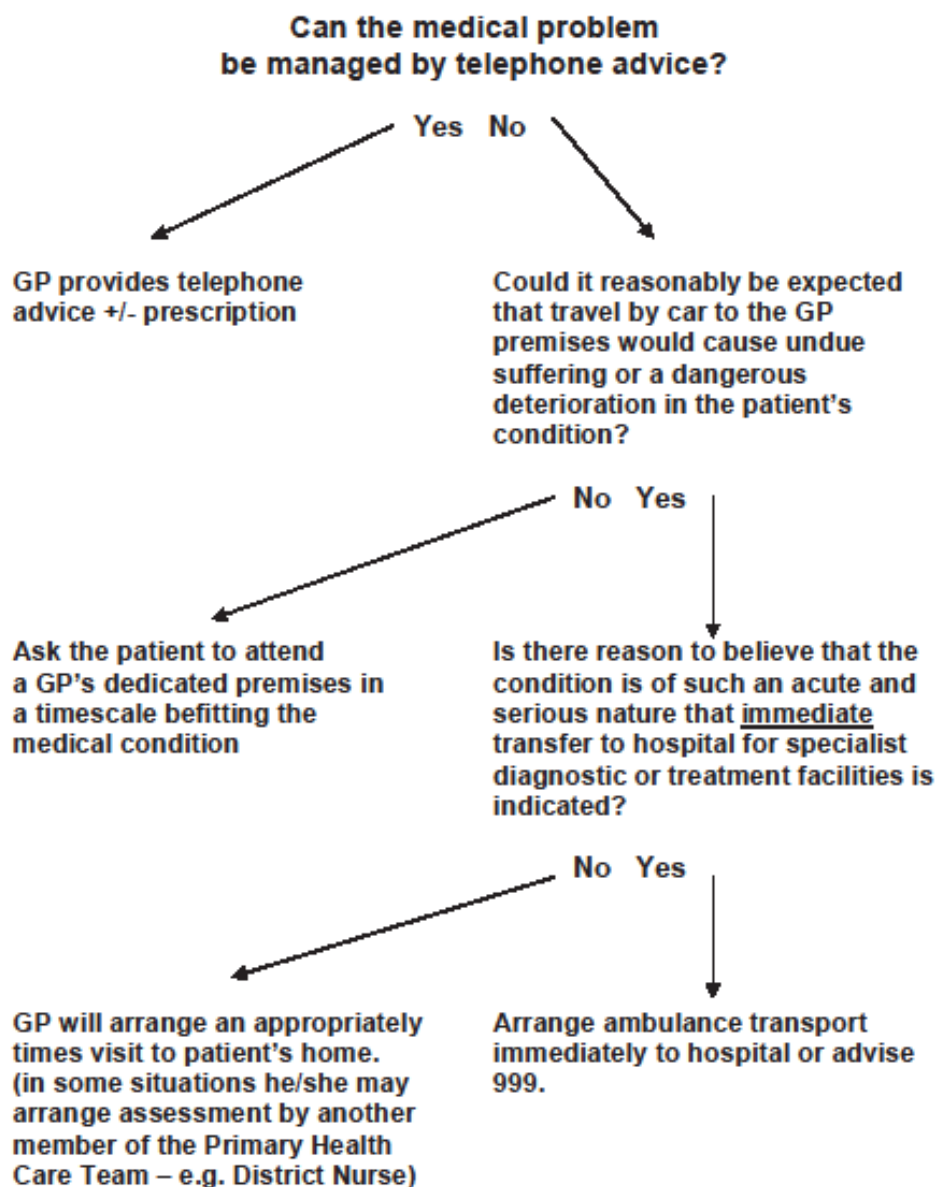 Can the medical problem
be managed by telephone advice?
Yes No
GP provides telephone
advice +/- prescription
Could it reasonably be expected
that travel by car to the GP
premises would cause undue
suffering or a dangerous
deterioration in the patient's
condition?
No Yes
Ask the patient to attend
a GP's dedicated premises in
a timescale befitting the
medical condition
Is there reason to believe that the
condition is of such an acute and
serious nature that immediate
transfer to hospital for specialist
diagnostic or treatment facilities is
indicated?
No Yes
GP will arrange an appropriately
times visit to patient's home.
(in some situations he/she may
arrange assessment by another
member of the Primary Health
Care Team – e.g. District Nurse)
Arrange ambulance transport
immediately to hospital or advise
999.